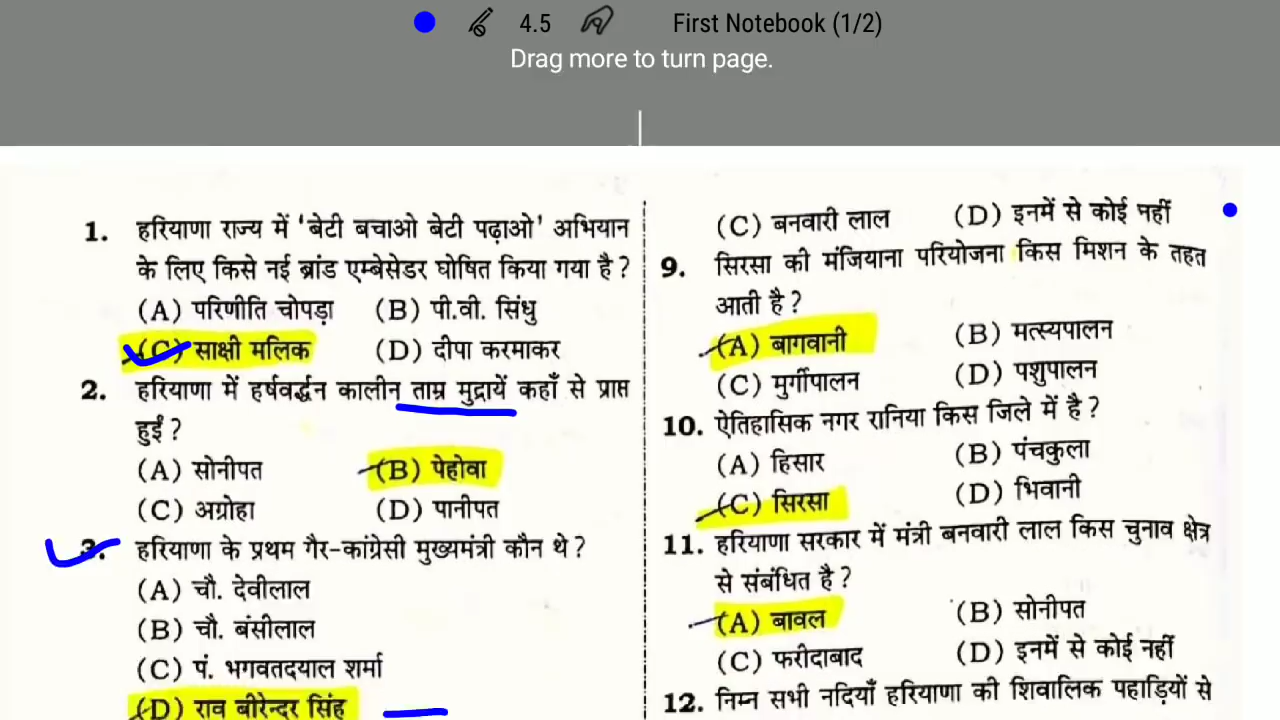 4.5 First Notebook (1/2)
Drag more to turn page.
1. हरियाणा राज्य में 'बेटी बचाओ बेटी पढ़ाओ' अभियान
के लिए किसे नई ब्रांड एम्बेसेडर घोषित किया गया है ?
(A) परिणीति चोपड़ा (B) पी.वी. सिंधु
(C) साक्षी मलिक (D) दीपा करमाकर
2. हरियाणा में हर्षवर्द्धन कालीन ताम्र मुद्रायें कहाँ से प्राप्त
हुईं ?
(A) सोनीपत (B) पेहोवा
(C) अग्रोहा (D) पानीपत
3. हरियाणा के प्रथम गैर-कांग्रेसी मुख्यमंत्री कौन थे ?
(A) चौ. देवीलाल
(B) चौ. बंसीलाल
(C) पं. भगवतदयाल शर्मा
(D) राव बीरेन्दर सिंह
(C) बनवारी लाल (D) इनमें से कोई नहीं
9. सिरसा की मंजियाना परियोजना किस मिशन के तहत
आती है ?
(A) बागवानी (B) मत्स्यपालन
(C) मुर्गीपालन (D) पशुपालन
10. ऐतिहासिक नगर रानिया किस जिले में है ?
(A) हिसार (B) पंचकुला
(C) सिरसा (D) भिवानी
11. हरियाणा सरकार में मंत्री बनवारी लाल किस चुनाव क्षेत्र
से संबंधित है ?
(A) बावल (B) सोनीपत
(C) फरीदाबाद (D) इनमें से कोई नहीं
12. निम्न सभी नदियाँ हरियाणा की शिवालिक पहाड़ियों से